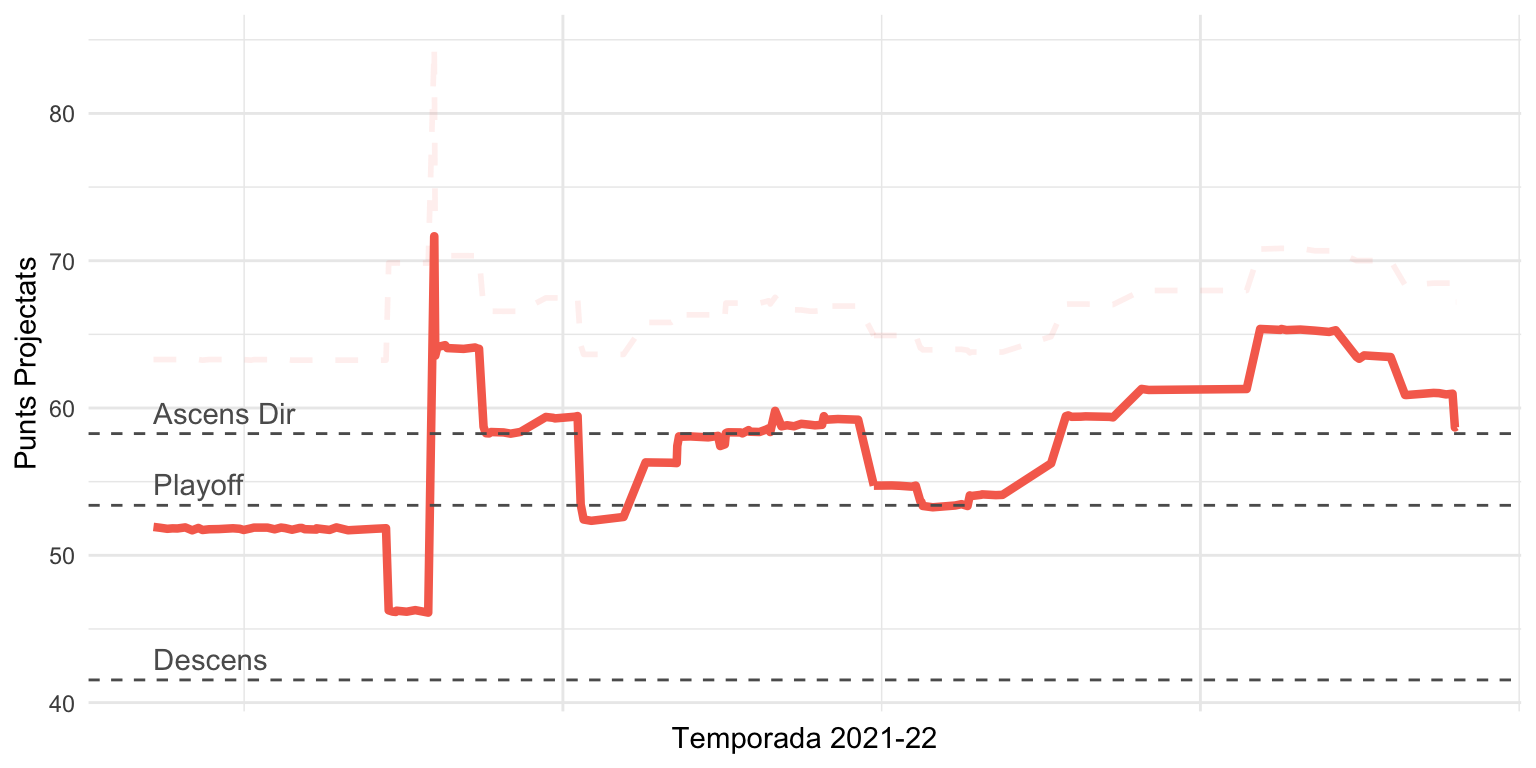 80
70
60
50
40
Punts Projectats
Ascens Dir
Playoff
Descens
Temporada 2021-22